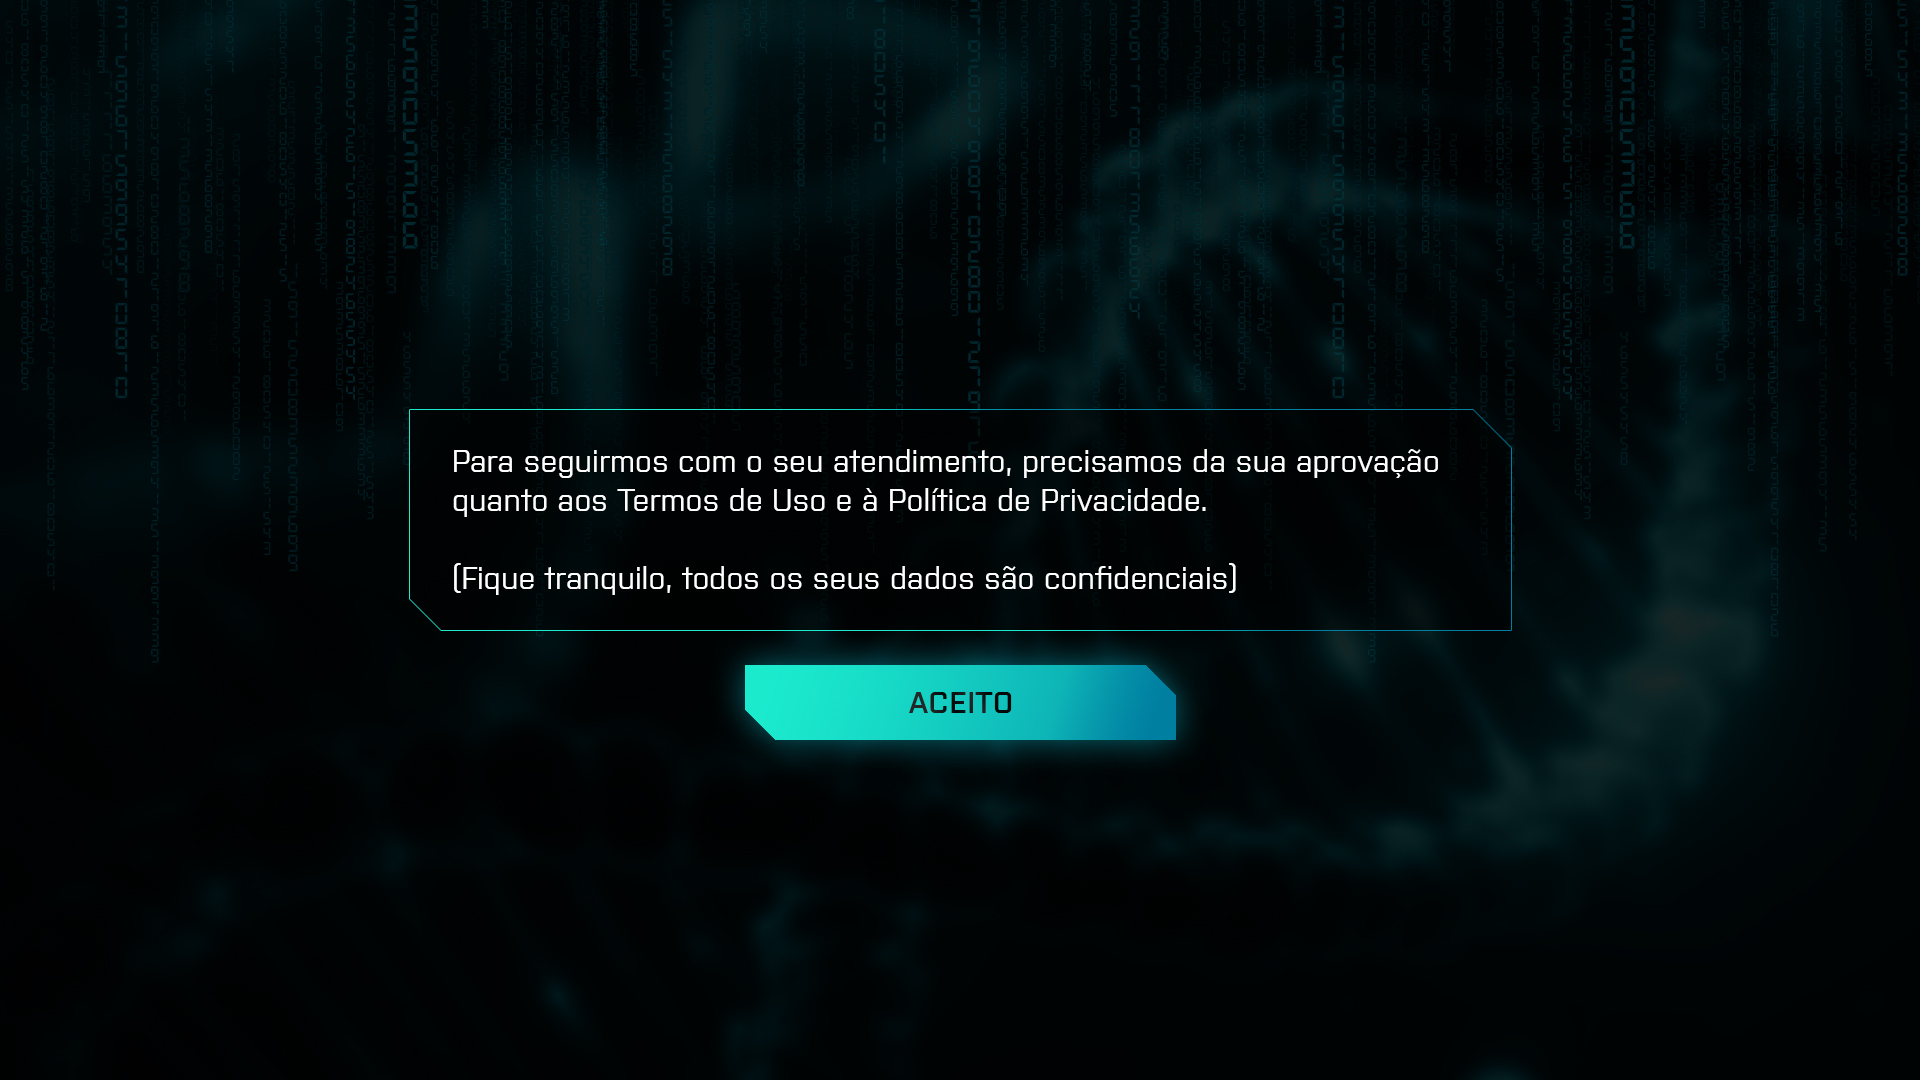 Para seguirmos com o seu atendimento, precisamos da sua aprovação
quanto aos Termos de Uso e à Política de Privacidade.
(Fique tranquilo, todos os seus dados são confidenciais)
ACEITO